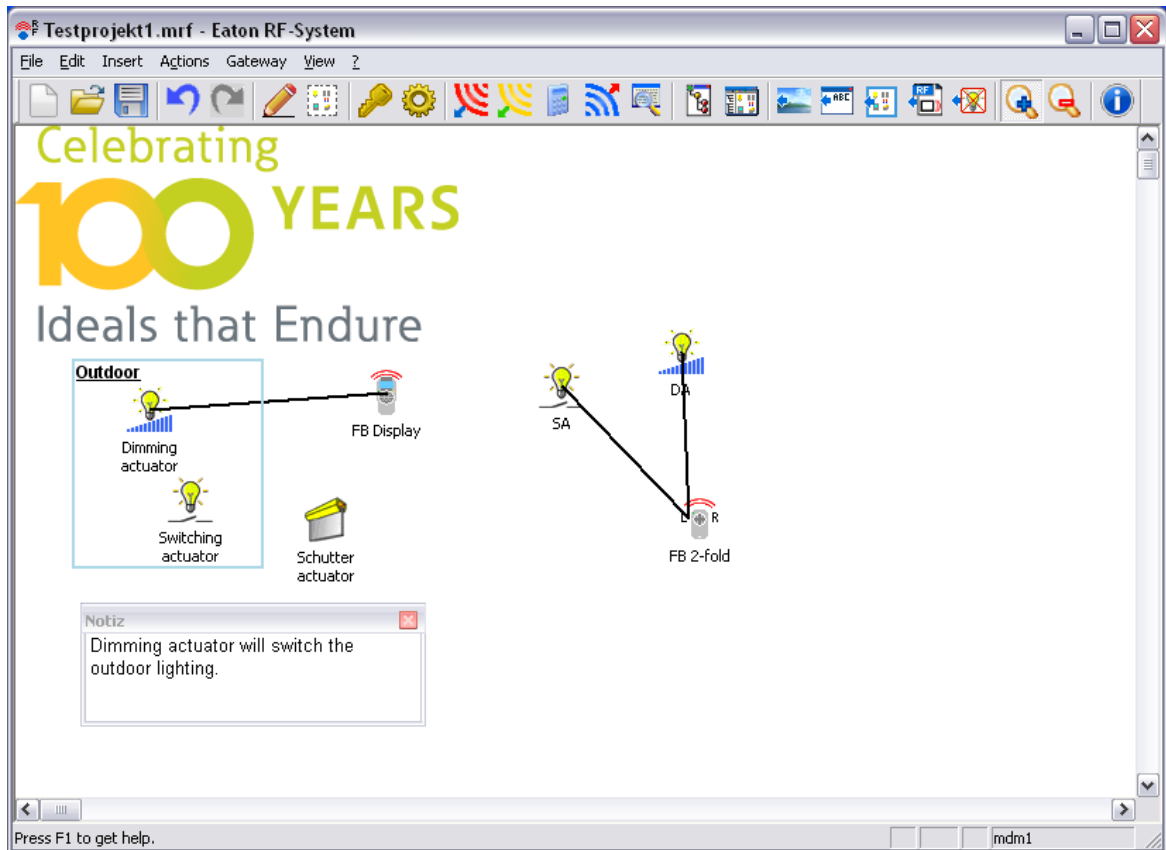 Testprojekt1.mrf - Eaton RF-System
File Edit Insert Actions Gateway View ?
ABC
RF
Celebrating
100 YEARS
Ideals that Endure
Outdoor
Dimming
actuator
FB Display
SA
DA
Switching
actuator
Schutter
actuator
L R
FB 2-fold
Notiz
Dimming actuator will switch the
outdoor lighting.
Press F1 to get help.
mdm1